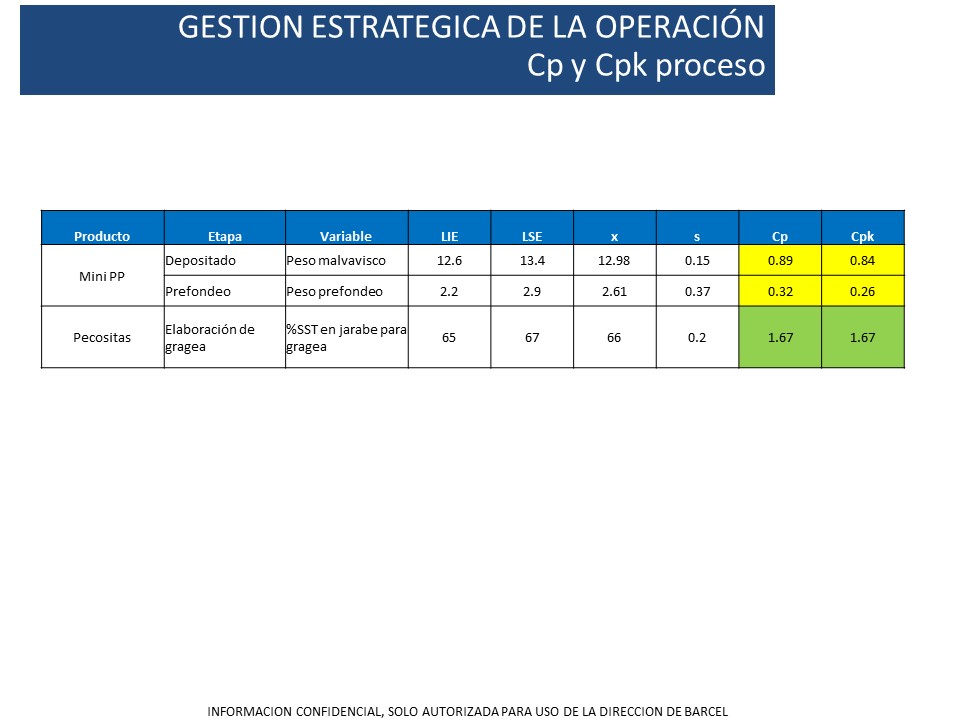 GESTION ESTRATEGICA DE LA OPERACIÓN
Cp y Cpk proceso
Producto Etapa Variable LIE LSE x s Cp Cpk
Mini PP
Depositado Peso malvavisco 12.6 13.4 12.98 0.15 0.89 0.84
Prefondeo Peso prefondeo 2.2 2.9 2.61 0.37 0.32 0.26
Pecositas
Elaboración de
gragea
%SST en jarabe para
gragea
65 67 66 0.2 1.67 1.67
INFORMACION CONFIDENCIAL, SOLO AUTORIZADA PARA USO DE LA DIRECCION DE BARCEL